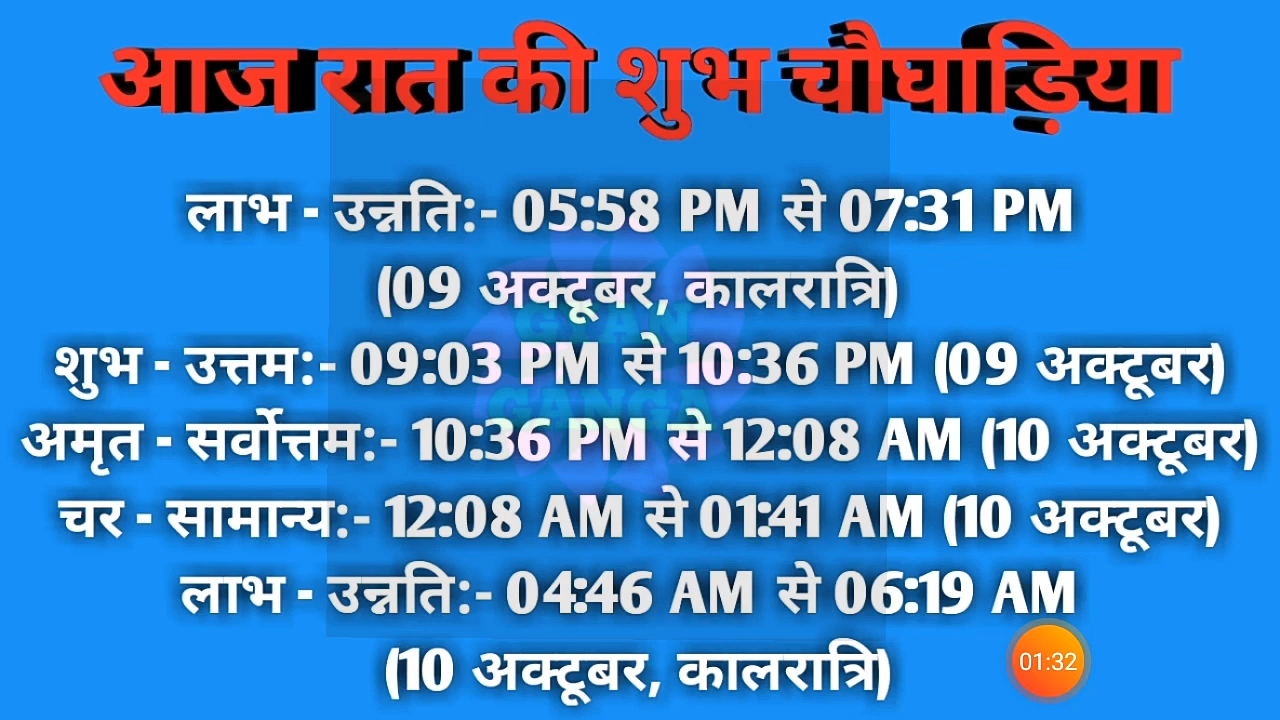 आज रात की शुभ चौघाड़िया
लाभ - उन्नति:- 05:58 PM से 07:31 PM
(09 अक्टूबर, कालरात्रि)
शुभ - उत्तम:- 09:03 PM से 10:36 PM (09 अक्टूबर)
अमृत - सर्वोत्तम:- 10:36 PM से 12:08 AM (10 अक्टूबर)
चर - सामान्य:- 12:08 AM से 01:41 AM (10 अक्टूबर)
लाभ - उन्नति:- 04:46 AM से 06:19 AM
(10 अक्टूबर, कालरात्रि)
GYAN
GANGA
01:32